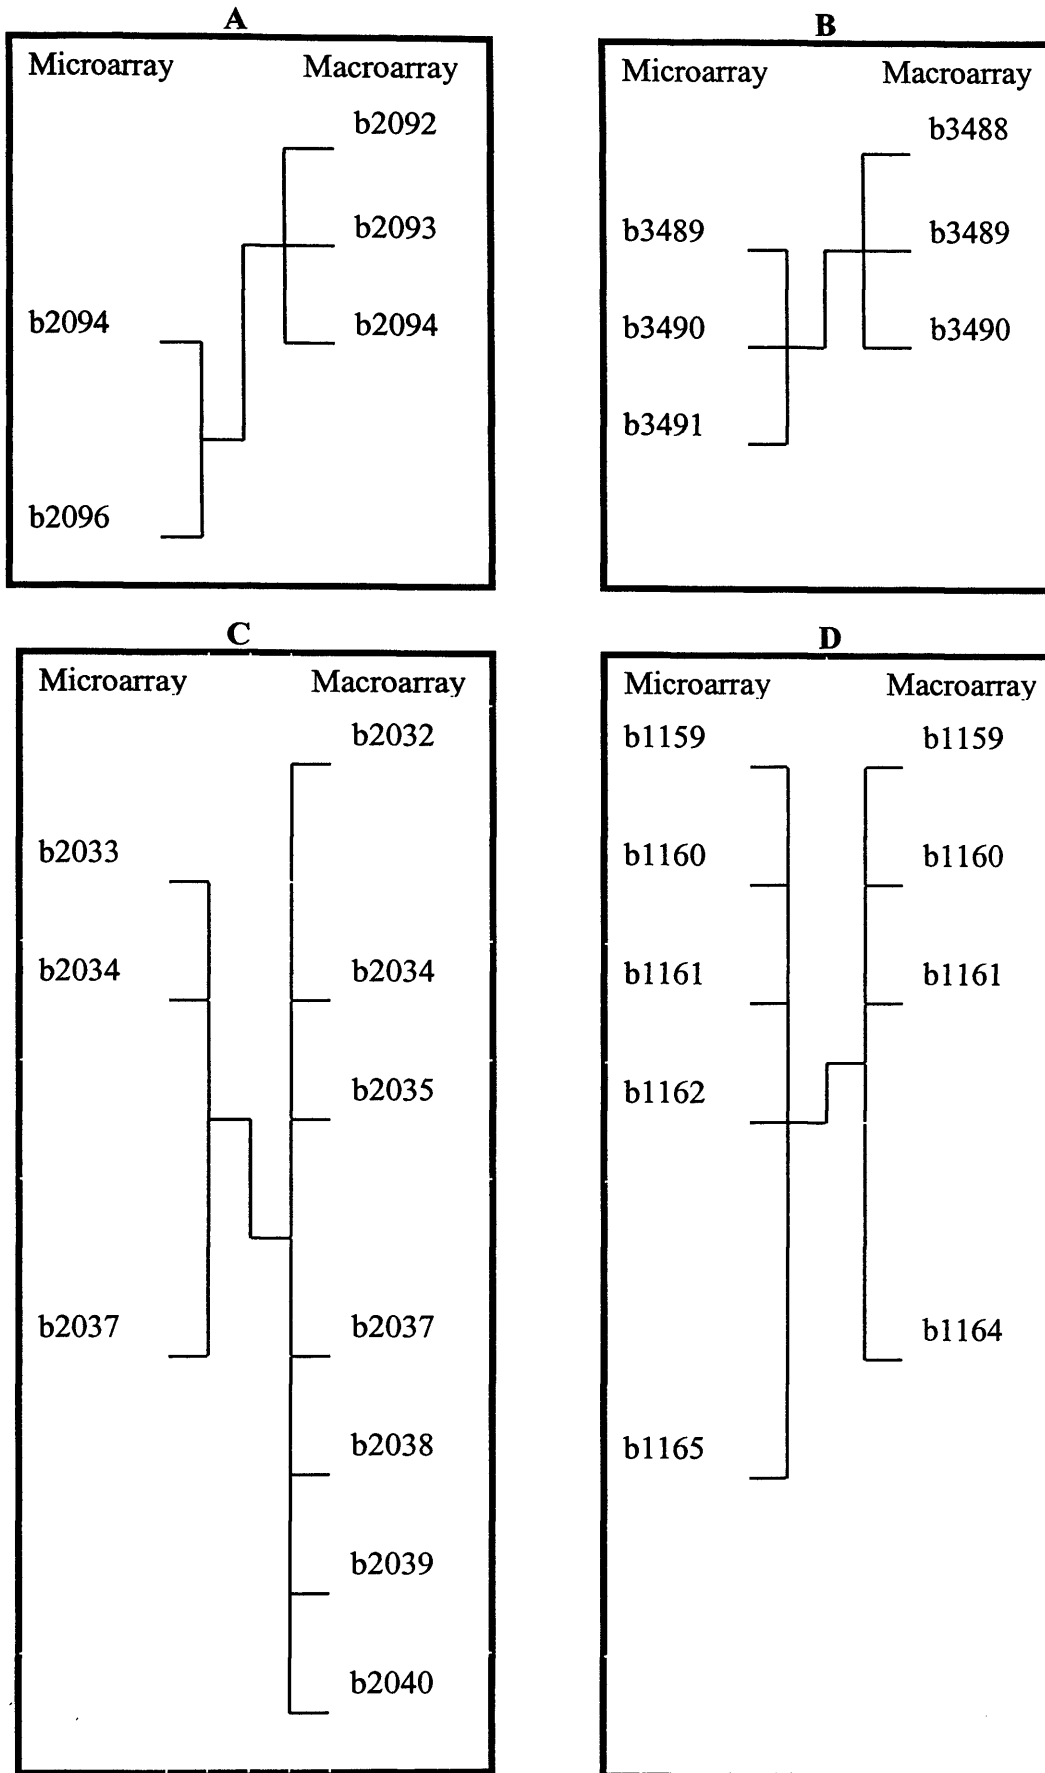 A
Microarray Macroarray
b2092
b2093
b2094 b2094
b2096
B
Microarray Macroarray
b3488
b3489 b3489
b3490 b3490
b3491
C
Microarray Macroarray
b2032
b2033
b2034 b2034
b2035
b2037 b2037
b2038
b2039
b2040
D
Microarray Macroarray
b1159 b1159
b1160 b1160
b1161 b1161
b1162
b1164
b1165